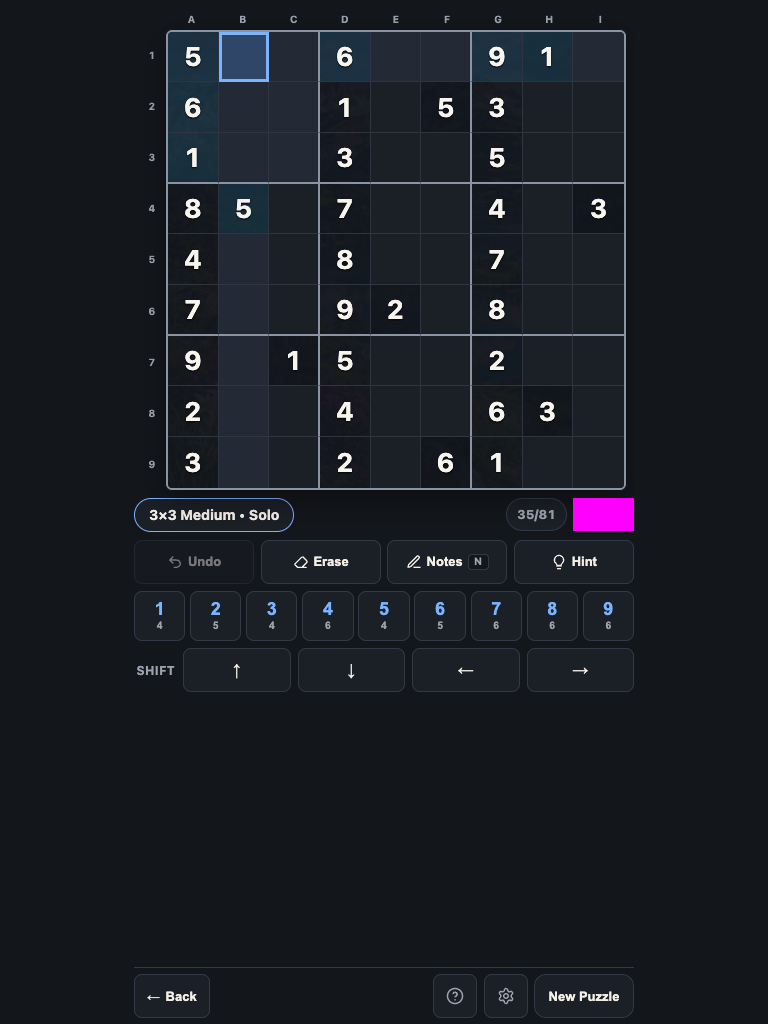 A B C D E F G H I
1 5 6 9 1
2 6 1 5 3
3 1 3 5
4 8 5 7 4 3
5 4 8 7
6 7 9 2 8
7 9 1 5 2
8 2 4 6 3
9 3 2 6 1
3×3 Medium • Solo 35/81
Undo Erase Notes N Hint
1 2 3 4 5 6 7 8 9
4 5 4 6 4 5 6 6 6
SHIFT ↑ ↓ ← →
← Back ? New Puzzle